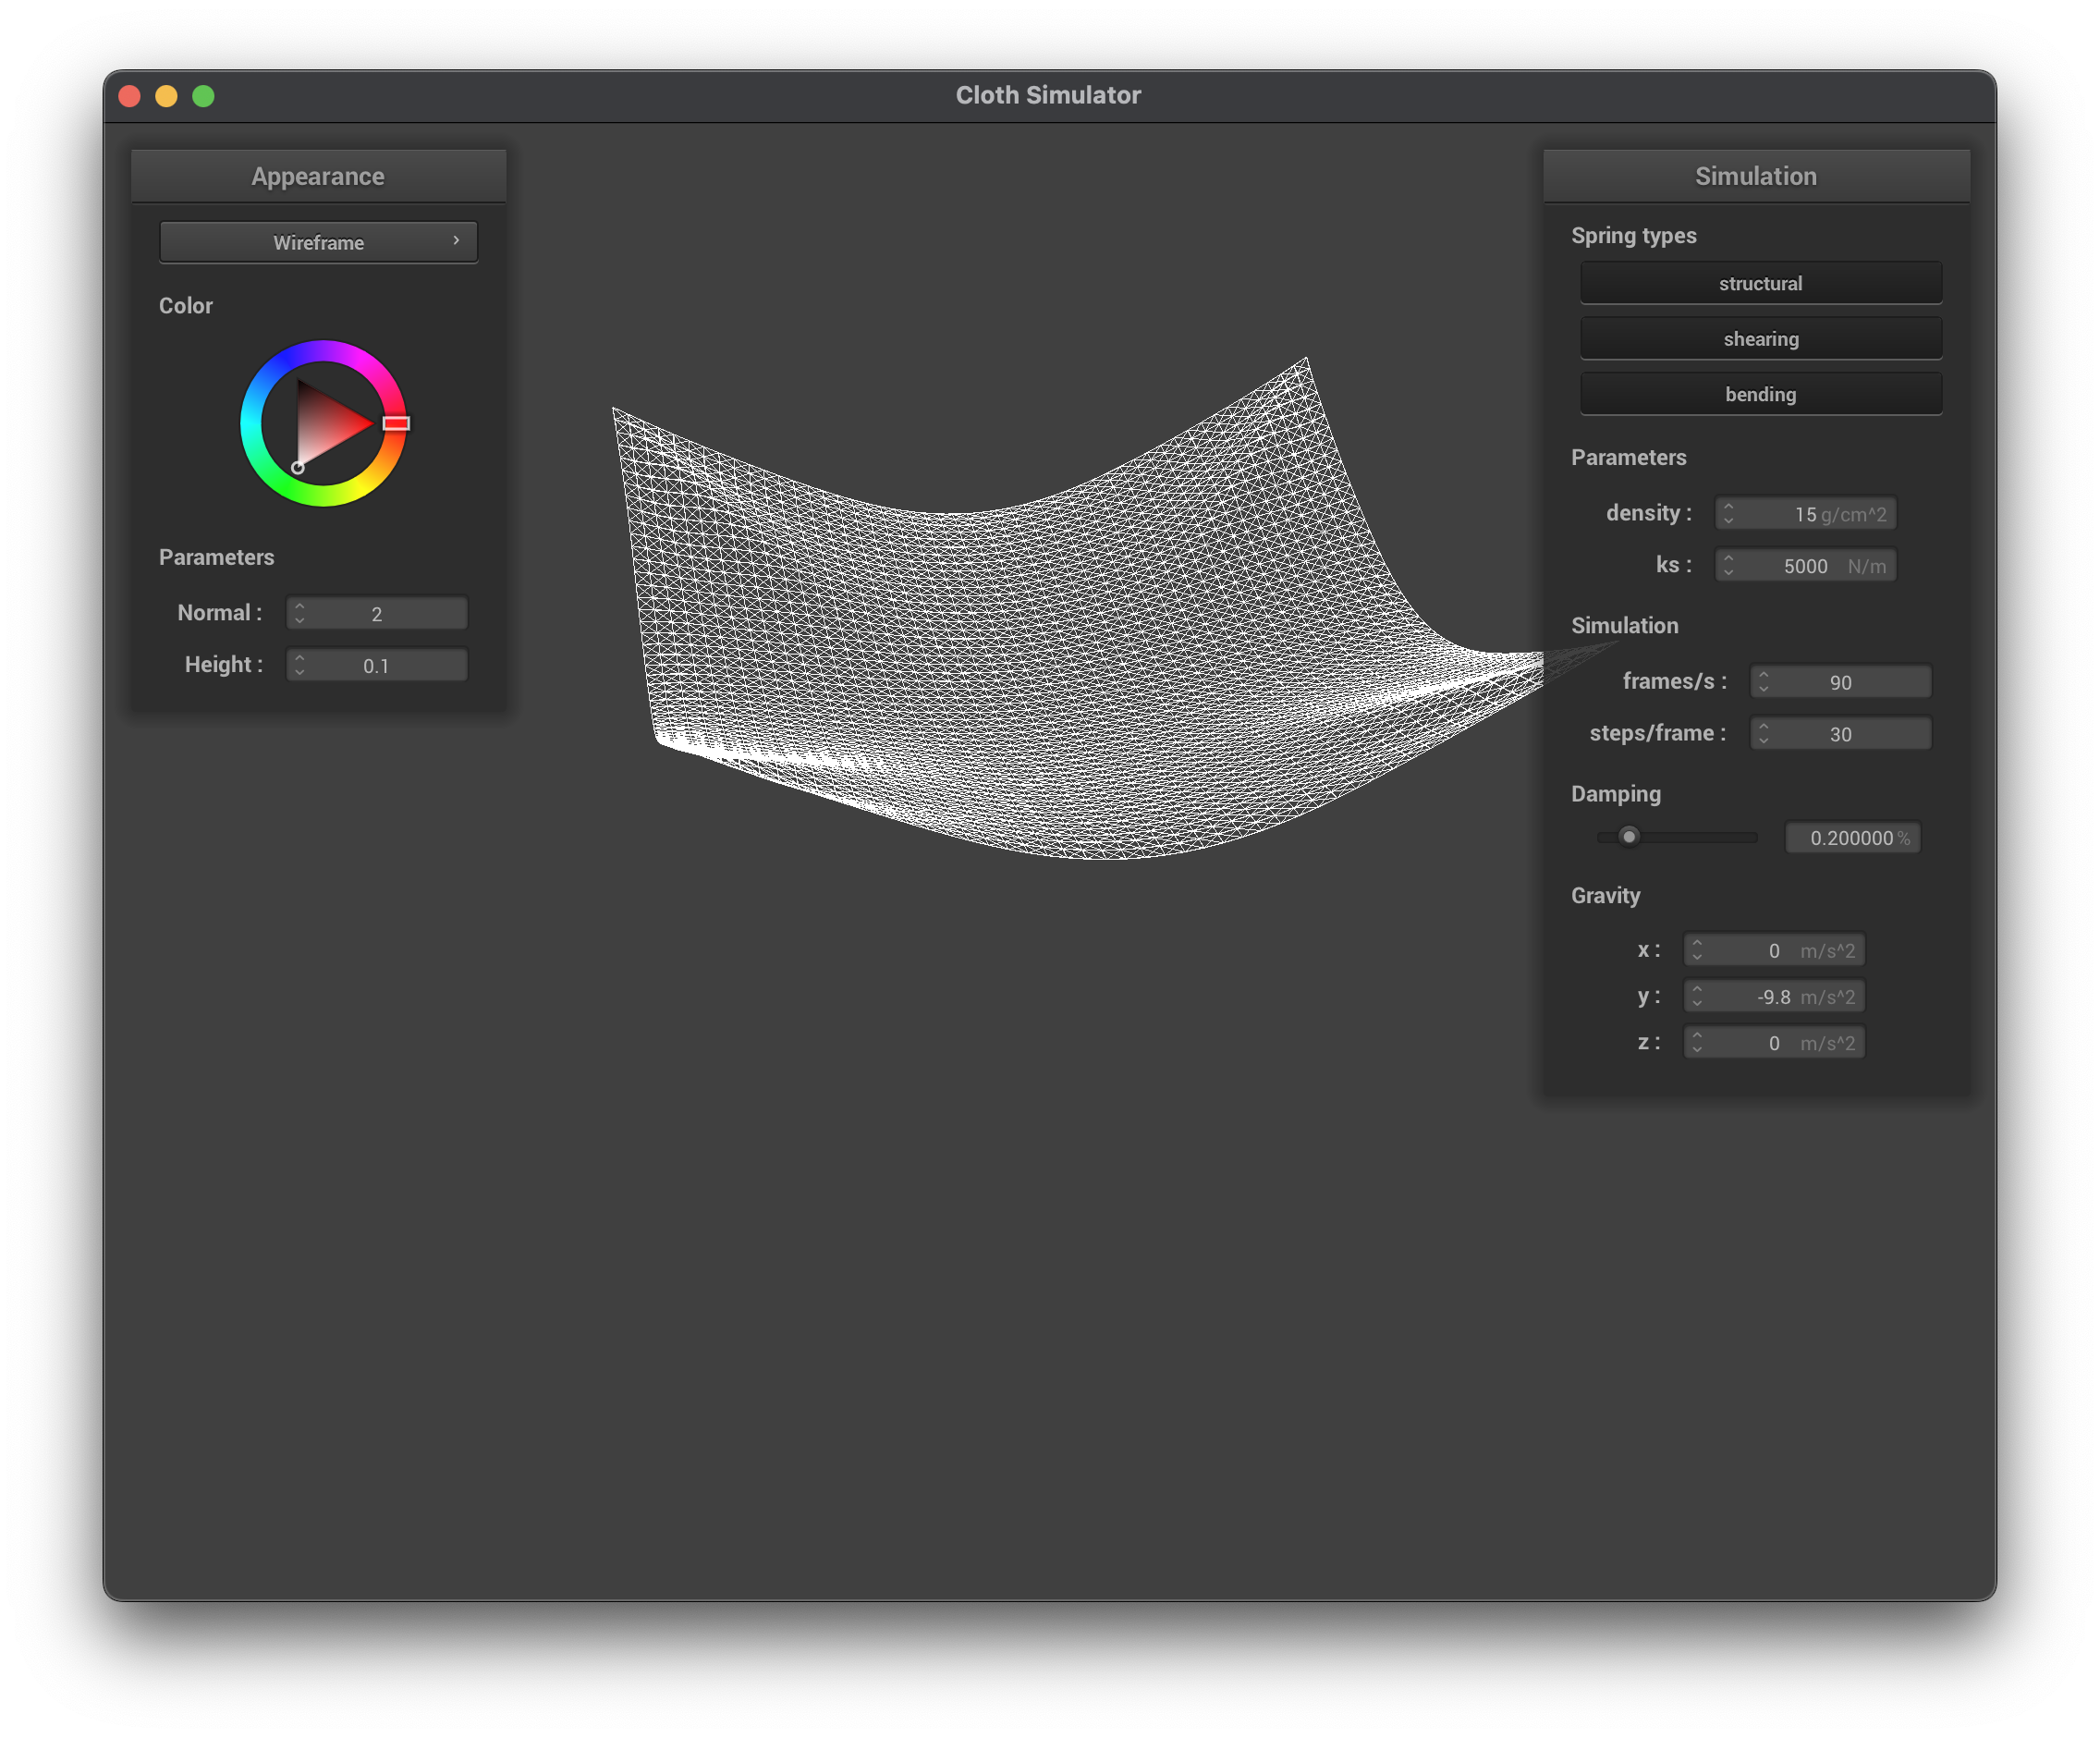 Cloth Simulator
Appearance
Wireframe
Color
Parameters
Normal : 2
Height : 0.1
Simulation
Spring types
structural
shearing
bending
Parameters
density : 15 g/cm^2
ks : 5000 N/m
Simulation
frames/s : 90
steps/frame : 30
Damping
0.200000 %
Gravity
x : 0 m/s^2
y : -9.8 m/s^2
z : 0 m/s^2